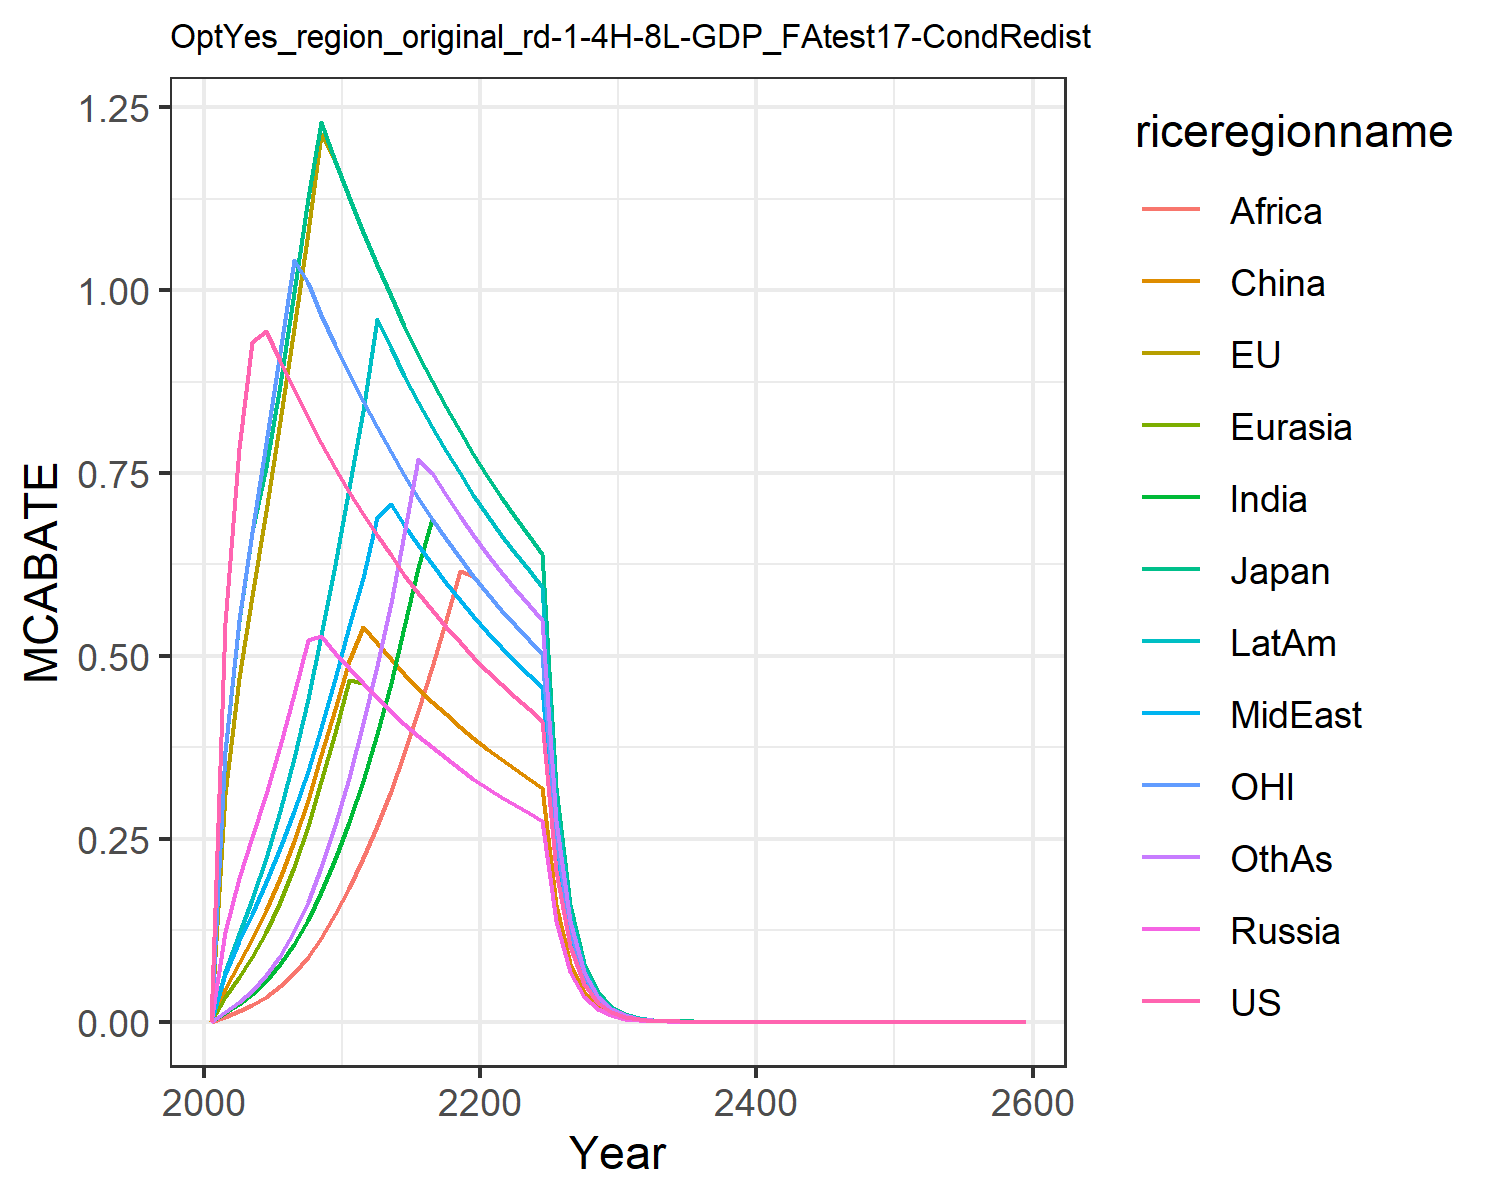 OptYes_region_original_rd-1-4H-8L-GDP_FAtest17-CondRedist
1.25
1.00
0.75
0.50
0.25
0.00
MCABATE
2000
2200
2400
2600
Year
riceregionname
Africa
China
EU
Eurasia
India
Japan
LatAm
MidEast
OHI
OthAs
Russia
US